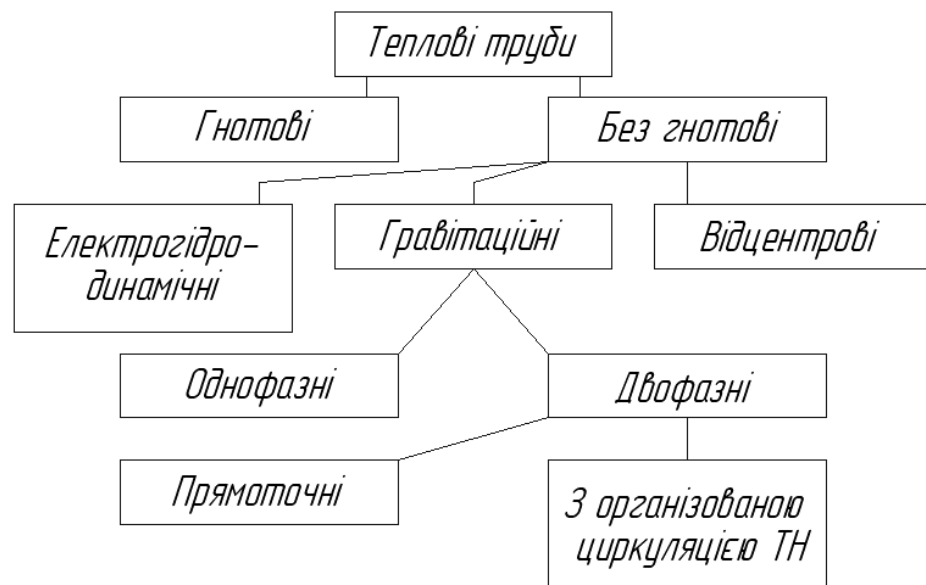 Теплові труби
Гнотові
Без гнотові
Електрогідро-
динамічні
Гравітаційні
Відцентрові
Однофазні
Двофазні
Прямоточні
З організованою
циркуляцією ТН